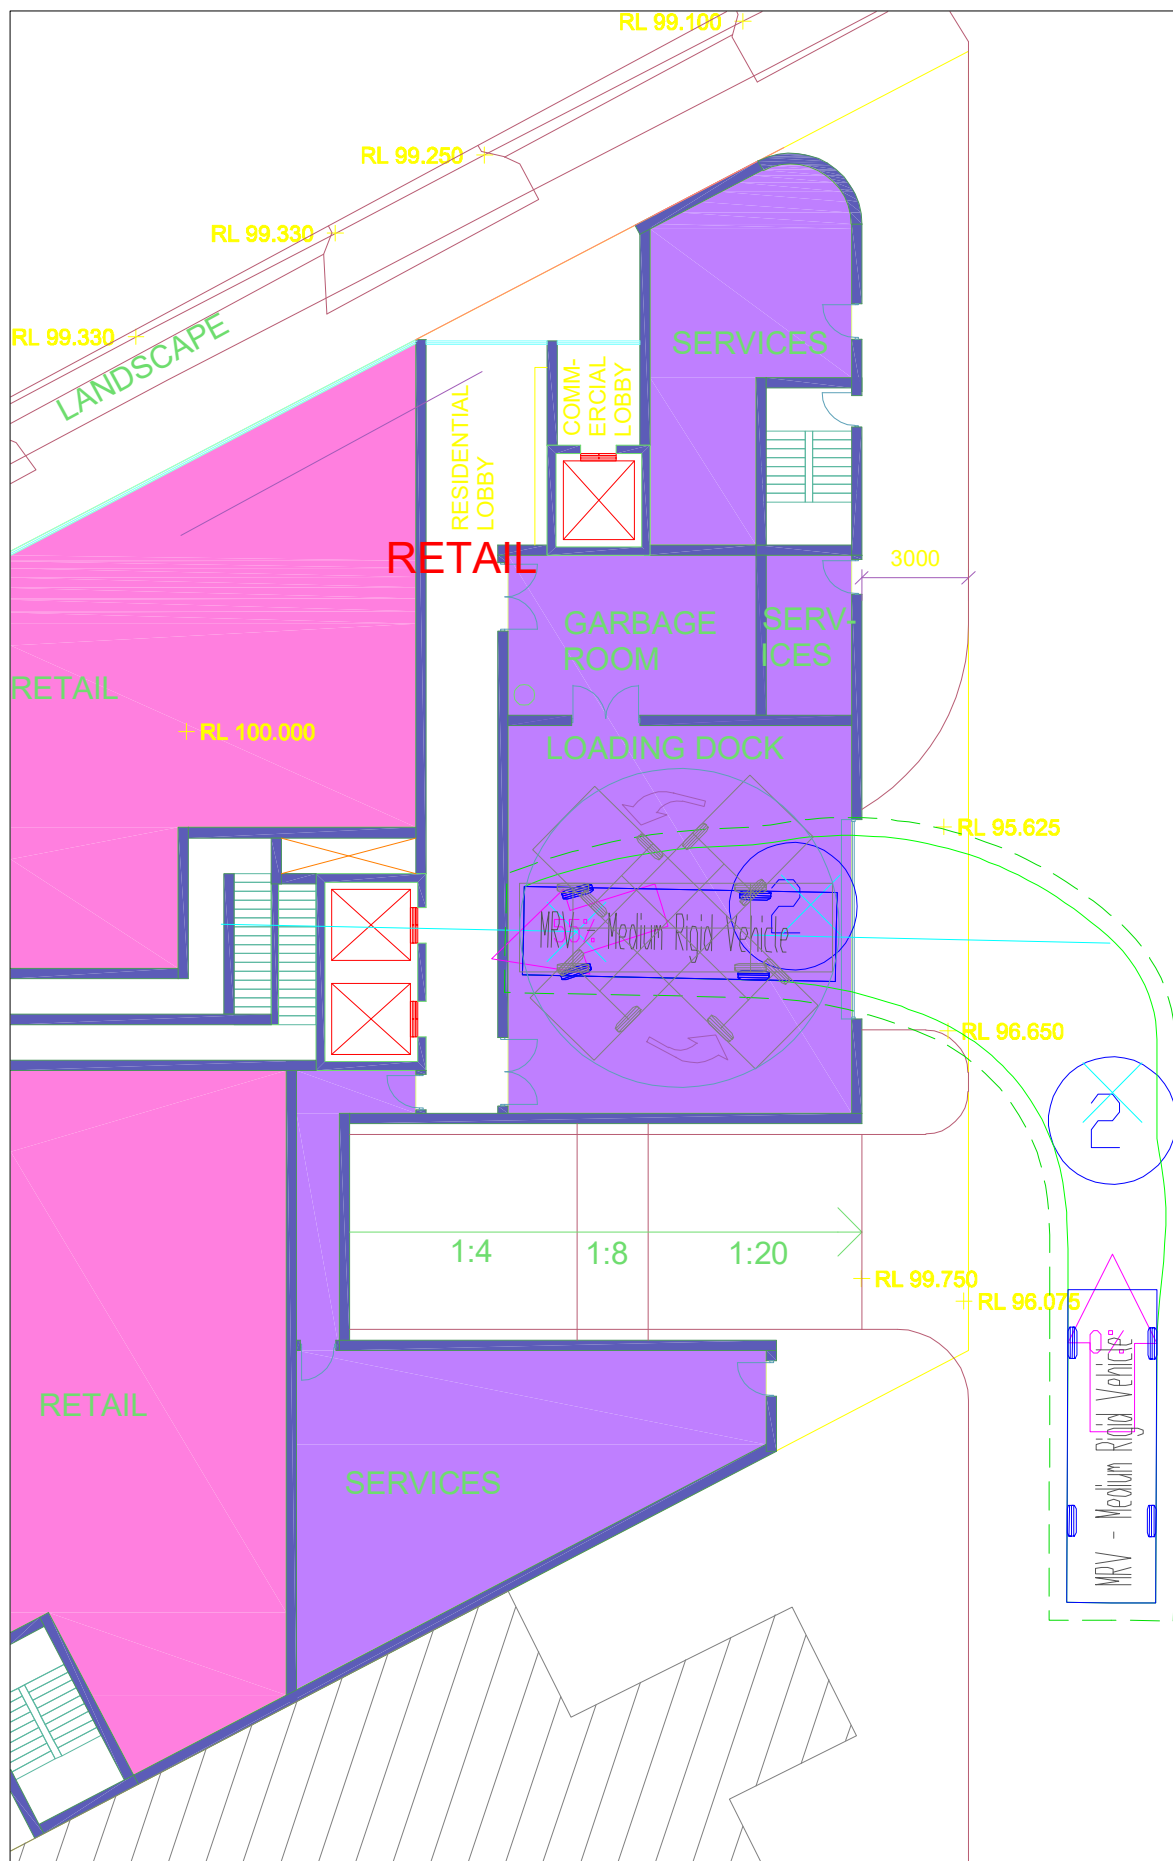 RL 99.100
RL 99.250
RL 99.330
RL 99.330
LANDSCAPE
SERVICES
COMM-
ERCIAL
LOBBY
RESIDENTIAL
LOBBY
RETAIL
3000
GARBAGE
ROOM
SERV-
ICES
RETAIL
RL 100.000
LOADING DOCK
RL 95.625
2
MRV - Medium Rigid Vehicle
RL 96.650
2
1:4
1:8
1:20
RL 99.750
RL 96.075
0%
MRV - Medium Rigid Vehicle
RETAIL
SERVICES